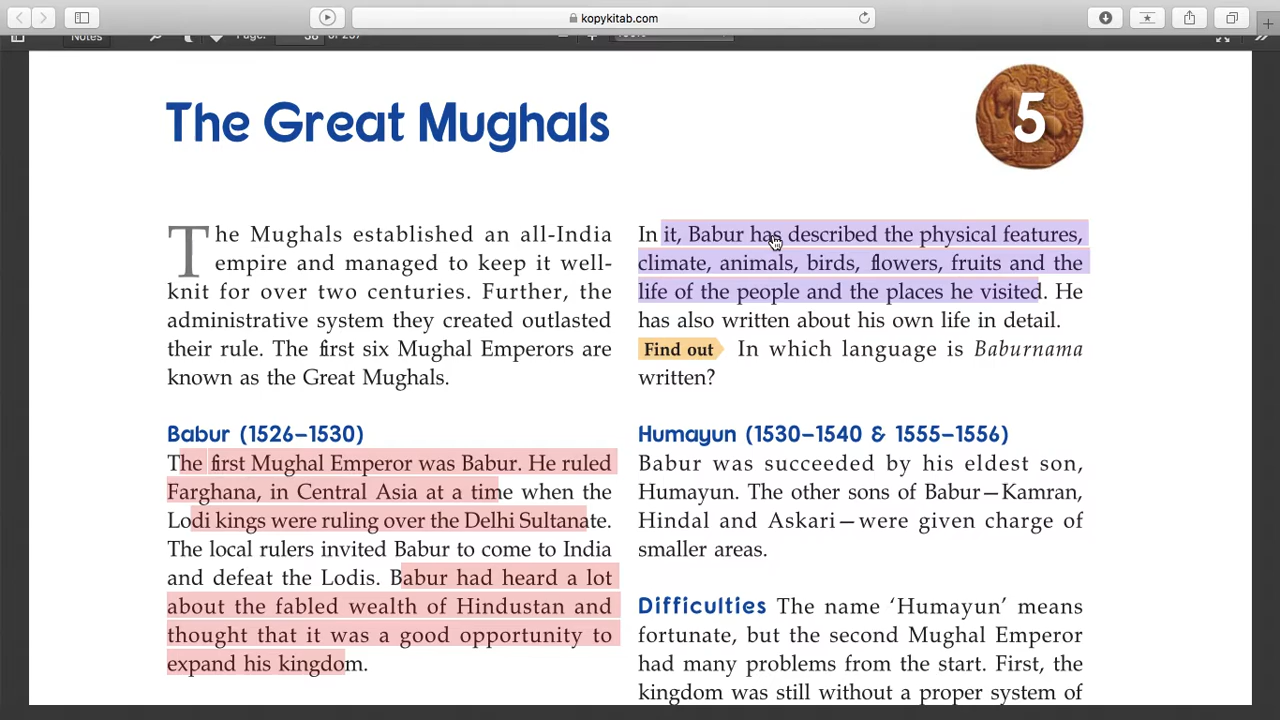 kopykitab.com
Notes
Page:
of 237
The Great Mughals
5
The Mughals established an all-India
empire and managed to keep it well-
knit for over two centuries. Further, the
administrative system they created outlasted
their rule. The first six Mughal Emperors are
known as the Great Mughals.
Babur (1526–1530)
The first Mughal Emperor was Babur. He ruled
Farghana, in Central Asia at a time when the
Lodi kings were ruling over the Delhi Sultanate.
The local rulers invited Babur to come to India
and defeat the Lodis. Babur had heard a lot
about the fabled wealth of Hindustan and
thought that it was a good opportunity to
expand his kingdom.
In it, Babur has described the physical features,
climate, animals, birds, flowers, fruits and the
life of the people and the places he visited. He
has also written about his own life in detail.
Find out In which language is Baburnama
written?
Humayun (1530–1540 & 1555–1556)
Babur was succeeded by his eldest son,
Humayun. The other sons of Babur—Kamran,
Hindal and Askari—were given charge of
smaller areas.
Difficulties The name ‘Humayun’ means
fortunate, but the second Mughal Emperor
had many problems from the start. First, the
kingdom was still without a proper system of